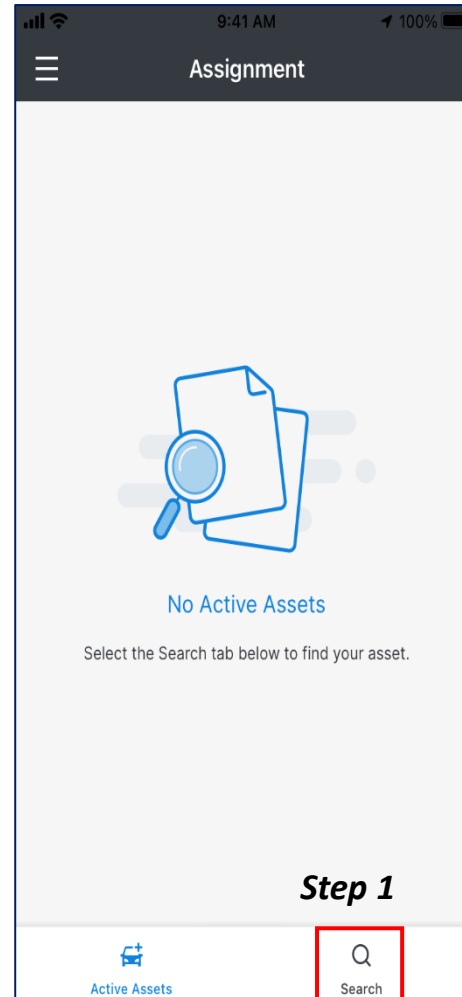 9:41 AM
100%
Assignment
No Active Assets
Select the Search tab below to find your asset.
Step 1
Active Assets
Search